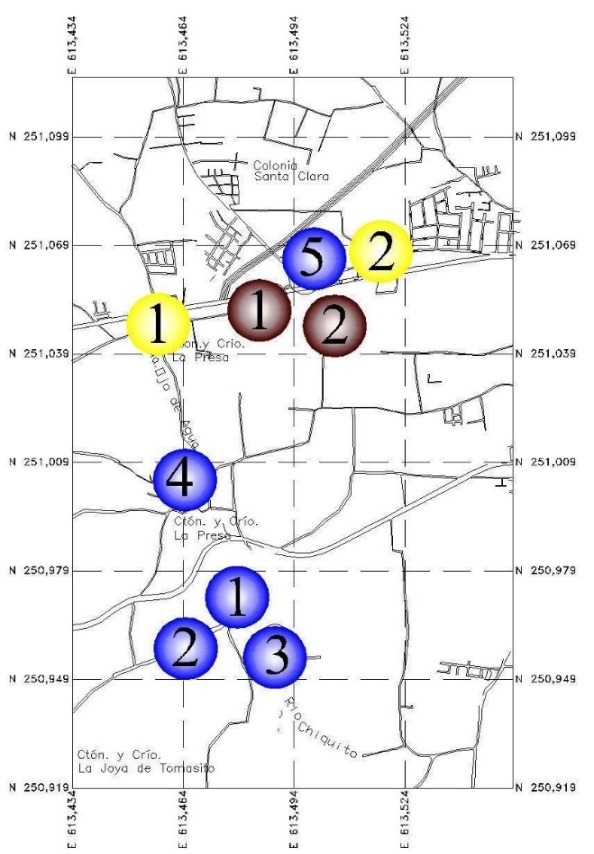 E 613,434
E 613,464
E 613,494
E 613,524
N 251,099
N 251,099
Colonia
Santa Clara
N 251,069
N 251,069
5
2
1
1
2
N 251,039
N 251,039
y Crío.
La Presa
Ojo de Agua
N 251,009
N 251,009
4
Ctón. y Crío.
La Presa
N 250,979
N 250,979
1
2
3
N 250,949
N 250,949
Río Chiquito
Ctón. y Crío.
La Joya de Tomasito
N 250,919
N 250,919
E 613,434
E 613,464
E 613,494
E 613,524